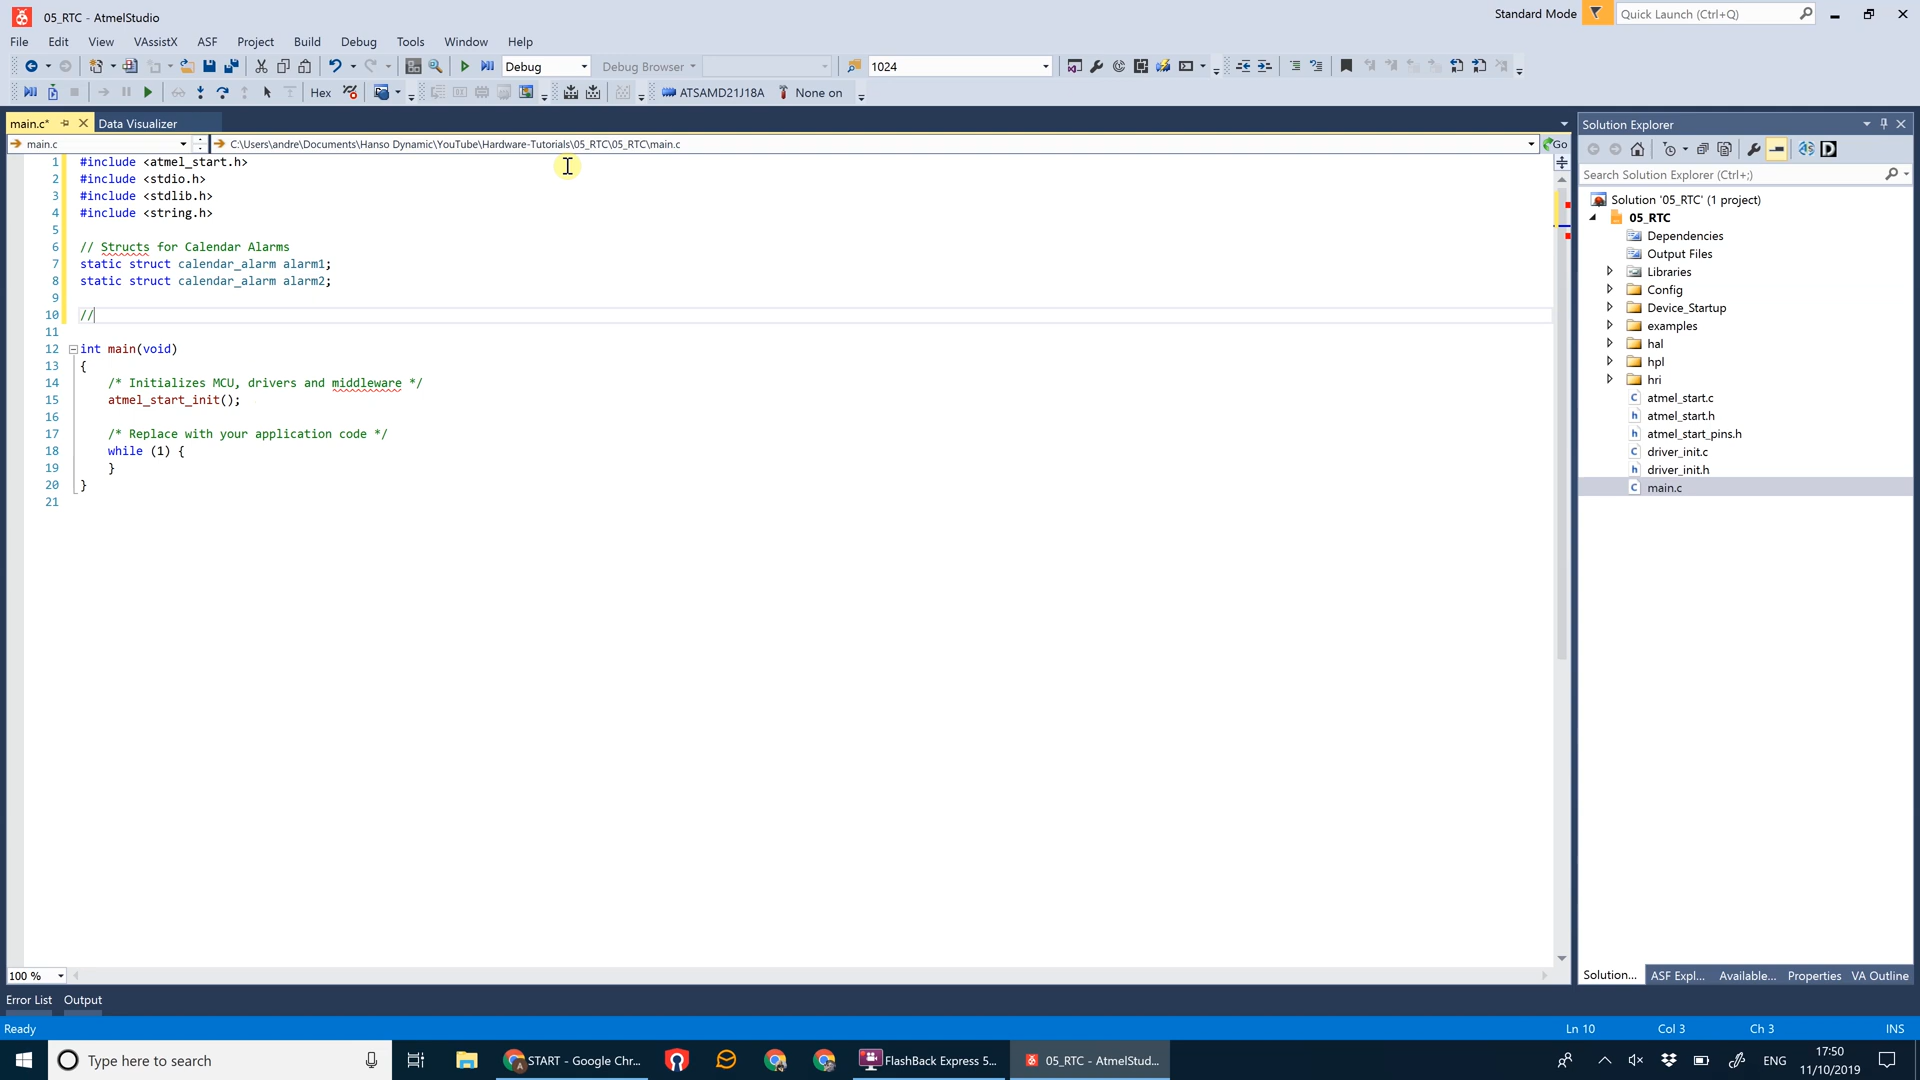 05_RTC - AtmelStudio
Standard Mode
Quick Launch (Ctrl+Q)
File Edit View VAssistX ASF Project Build Debug Tools Window Help
Debug
Debug Browser
1024
Hex
ATSAMD21J18A
None on
main.c*
Data Visualizer
main.c
C:\Users\andre\Documents\Hanso Dynamic\YouTube\Hardware-Tutorials\05_RTC\05_RTC\main.c
Go
1 #include <atmel_start.h>
2 #include <stdio.h>
3 #include <stdlib.h>
4 #include <string.h>
5
6 // Structs for Calendar Alarms
7 static struct calendar_alarm alarm1;
8 static struct calendar_alarm alarm2;
9
10 //
11
12 int main(void)
13 {
14 /* Initializes MCU, drivers and middleware */
15 atmel_start_init();
16
17 /* Replace with your application code */
18 while (1) {
19 }
20 }
21
100 %
Solution Explorer
Search Solution Explorer (Ctrl+;)
Solution '05_RTC' (1 project)
05_RTC
Dependencies
Output Files
Libraries
Config
Device_Startup
examples
hal
hpl
hri
atmel_start.c
atmel_start.h
atmel_start_pins.h
driver_init.c
driver_init.h
main.c
Solution... ASF Expl... Available... Properties VA Outline
Error List Output
Ready
Ln 10 Col 3 Ch 3 INS
Type here to search
START - Google Chr...
FlashBack Express 5...
05_RTC - AtmelStud...
ENG
17:50
11/10/2019